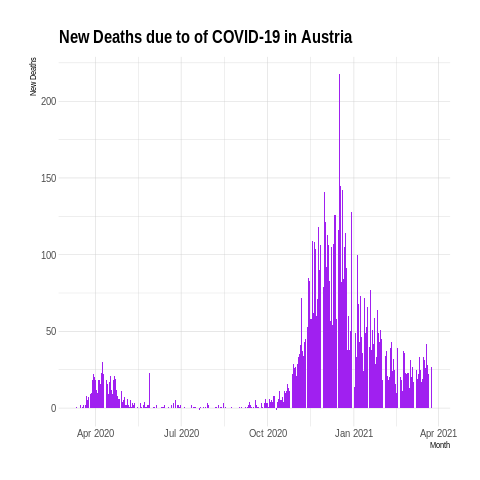 New Deaths due to of COVID-19 in Austria
New Deaths
200
150
100
50
0
Apr 2020 Jul 2020 Oct 2020 Jan 2021 Apr 2021
Month